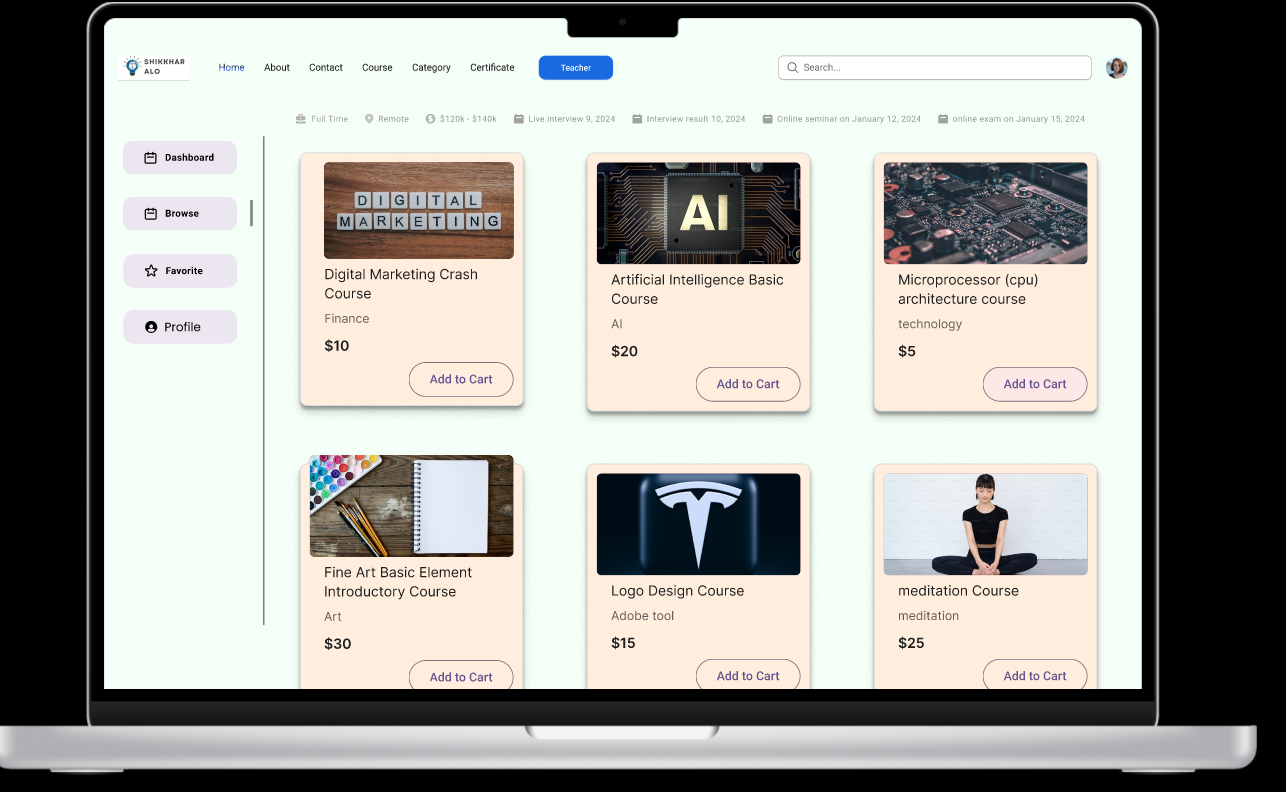 SHIKKHAR
ALO
Home About Contact Course Category Certificate Teacher Search...
Full Time Remote $120k - $140k Live interview 9, 2024 Interview result 10, 2024 Online seminar on January 12, 2024 online exam on January 15, 2024
Dashboard
Browse
Favorite
Profile
DIGITAL
MARKETING
Digital Marketing Crash
Course
Finance
$10
Add to Cart
AI
Artificial Intelligence Basic
Course
AI
$20
Add to Cart
Microprocessor (cpu)
architecture course
technology
$5
Add to Cart
Fine Art Basic Element
Introductory Course
Art
$30
Add to Cart
Logo Design Course
Adobe tool
$15
Add to Cart
meditation Course
meditation
$25
Add to Cart